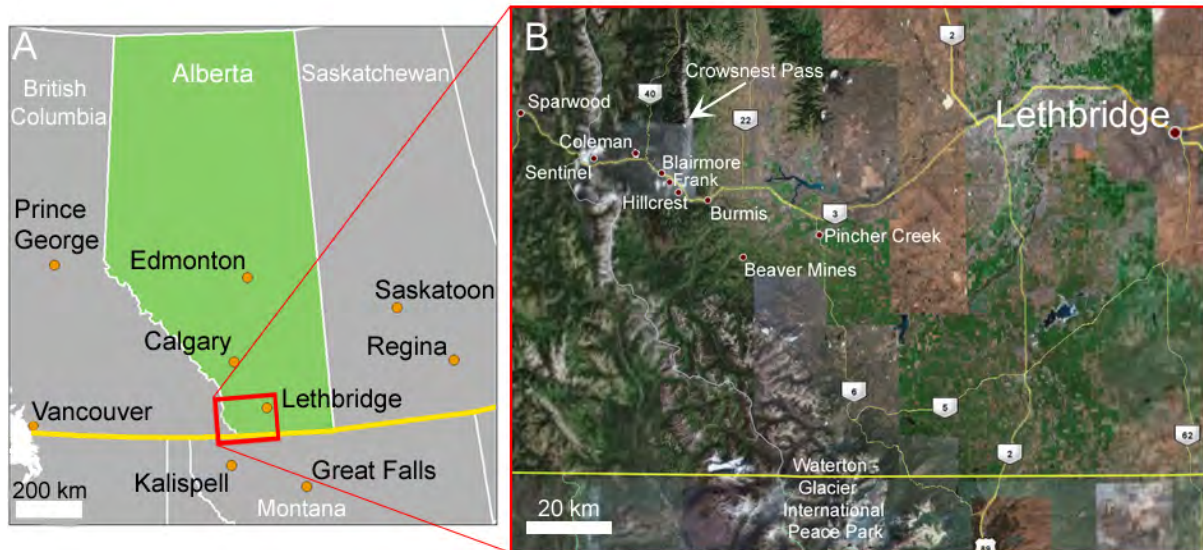 A
Alberta
British
Columbia
Saskatchewan
Prince
George
Edmonton
Saskatoon
Calgary
Regina
Lethbridge
Vancouver
Kalispell
Great Falls
Montana
200 km
B
2
Crowsnest Pass
40
Sparwood
22
Lethbridge
Coleman
Sentinel
Blairmore
Frank
Hillcrest
Burmis
3
Pincher Creek
Beaver Mines
6
5
2
62
Waterton -
Glacier
International
Peace Park
20 km